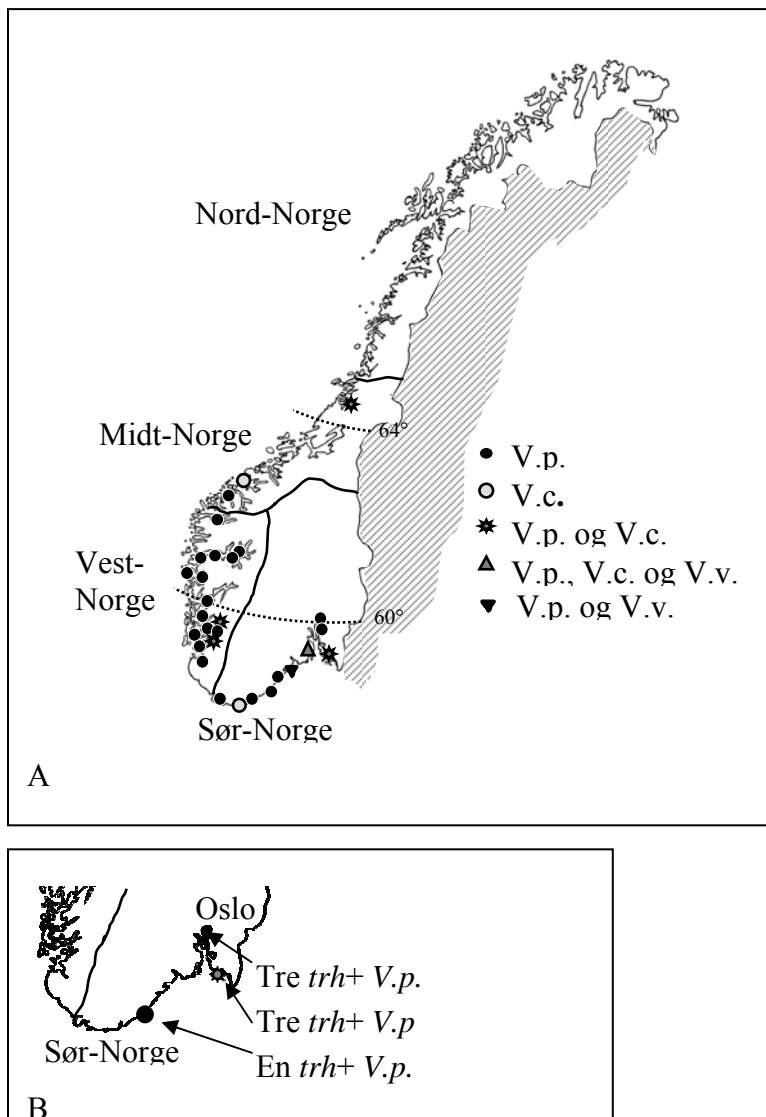 Nord-Norge
Midt-Norge
64°
Vest-
Norge
60°
Sør-Norge
V.p.
V.c.
V.p. og V.c.
V.p., V.c. og V.v.
V.p. og V.v.
A
Oslo
Tre trh+ V.p.
Tre trh+ V.p
Sør-Norge
En trh+ V.p.
B